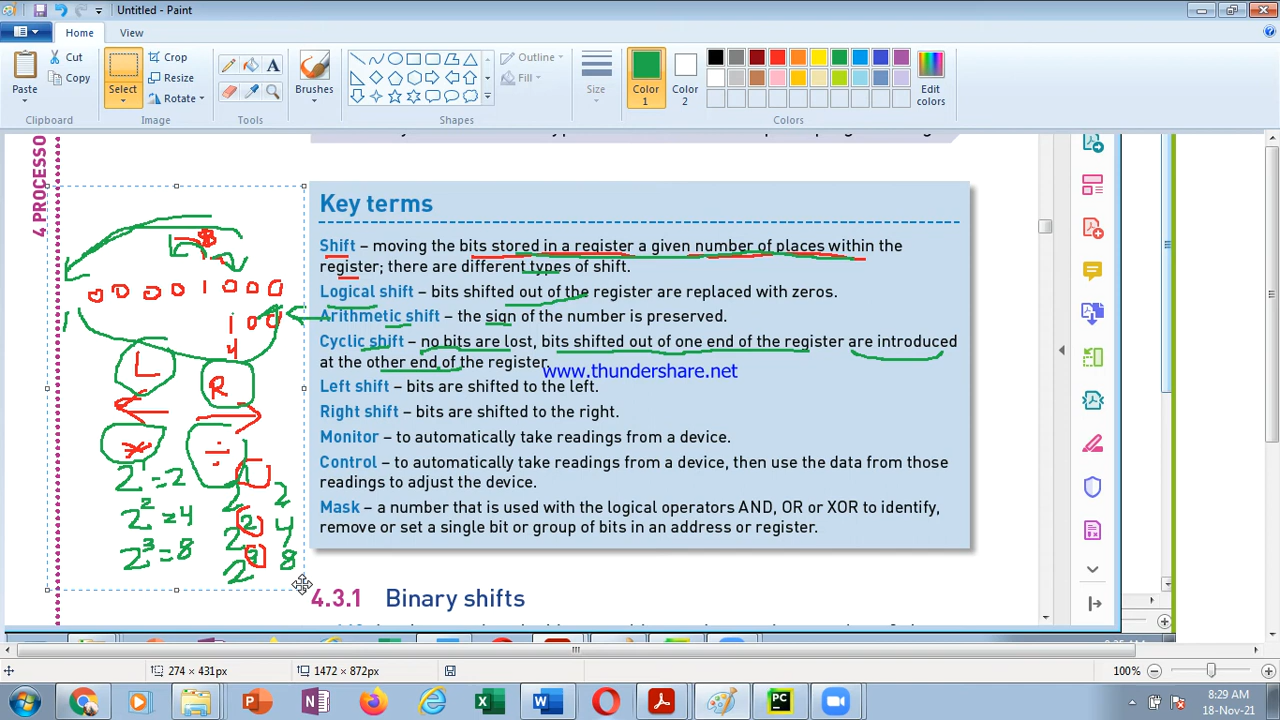 Untitled - Paint
Home
View
Paste
Cut
Copy
Clipboard
Select
Crop
Resize
Rotate
Image
Tools
Brushes
Shapes
Outline
Fill
Size
Color 1
Color 2
Edit colors
Colors
4 PROCESSO
Key terms
Shift – moving the bits stored in a register a given number of places within the
register; there are different types of shift.
Logical shift – bits shifted out of the register are replaced with zeros.
Arithmetic shift – the sign of the number is preserved.
Cyclic shift – no bits are lost, bits shifted out of one end of the register are introduced
at the other end of the register.
www.thundershare.net
Left shift – bits are shifted to the left.
Right shift – bits are shifted to the right.
Monitor – to automatically take readings from a device.
Control – to automatically take readings from a device, then use the data from those
readings to adjust the device.
Mask – a number that is used with the logical operators AND, OR or XOR to identify,
remove or set a single bit or group of bits in an address or register.
4.3.1 Binary shifts
8
0 0 0 0 1 0 0 0
1 0 0
4
L R
× ÷
2¹ = 2
2² = 4
2³ = 8
2¹ 2
2² 4
2³ 8
274 × 431px
1472 × 872px
100%
8:29 AM
18-Nov-21